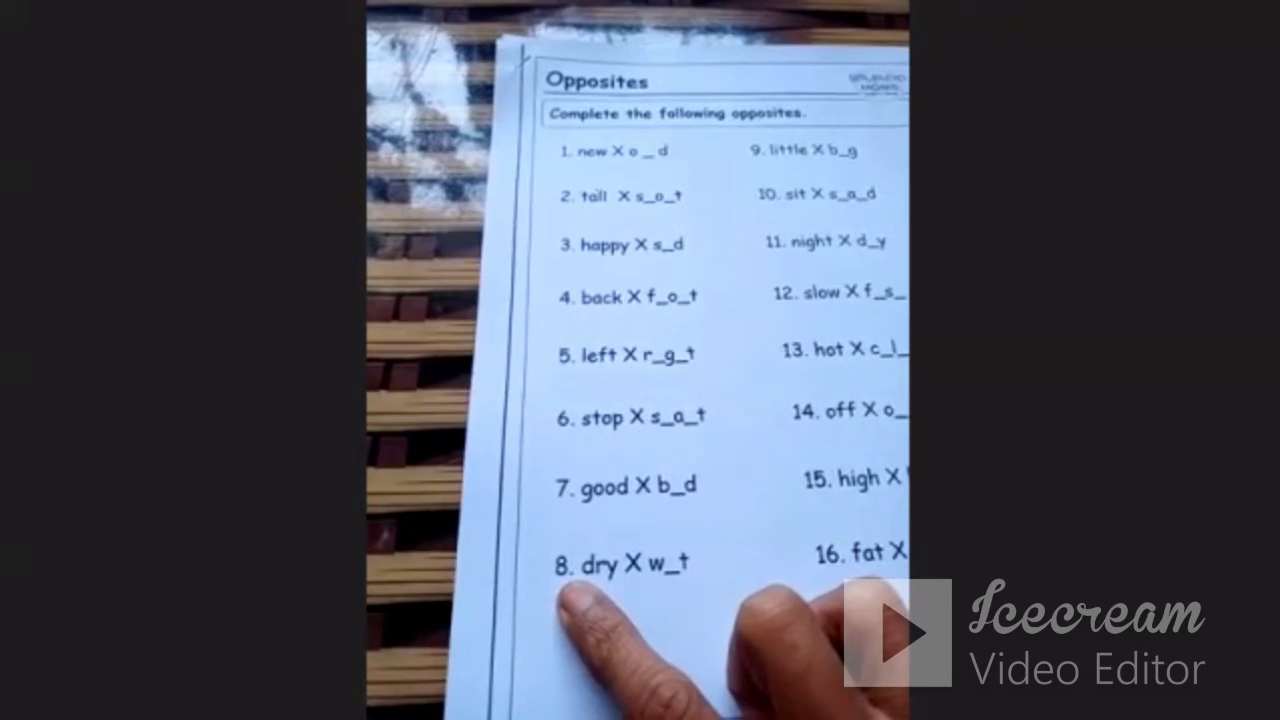 Opposites
SPLENDID
MOMS
Complete the following opposites.
1. new X o _ d
2. tall X s_o_t
3. happy X s_d
4. back X f_o_t
5. left X r_g_t
6. stop X s_a_t
7. good X b_d
8. dry X w_t
9. little X b_g
10. sit X s_a_d
11. night X d_y
12. slow X f_s_
13. hot X c_l_
14. off X o_
15. high X
16. fat X
Icecream
Video Editor